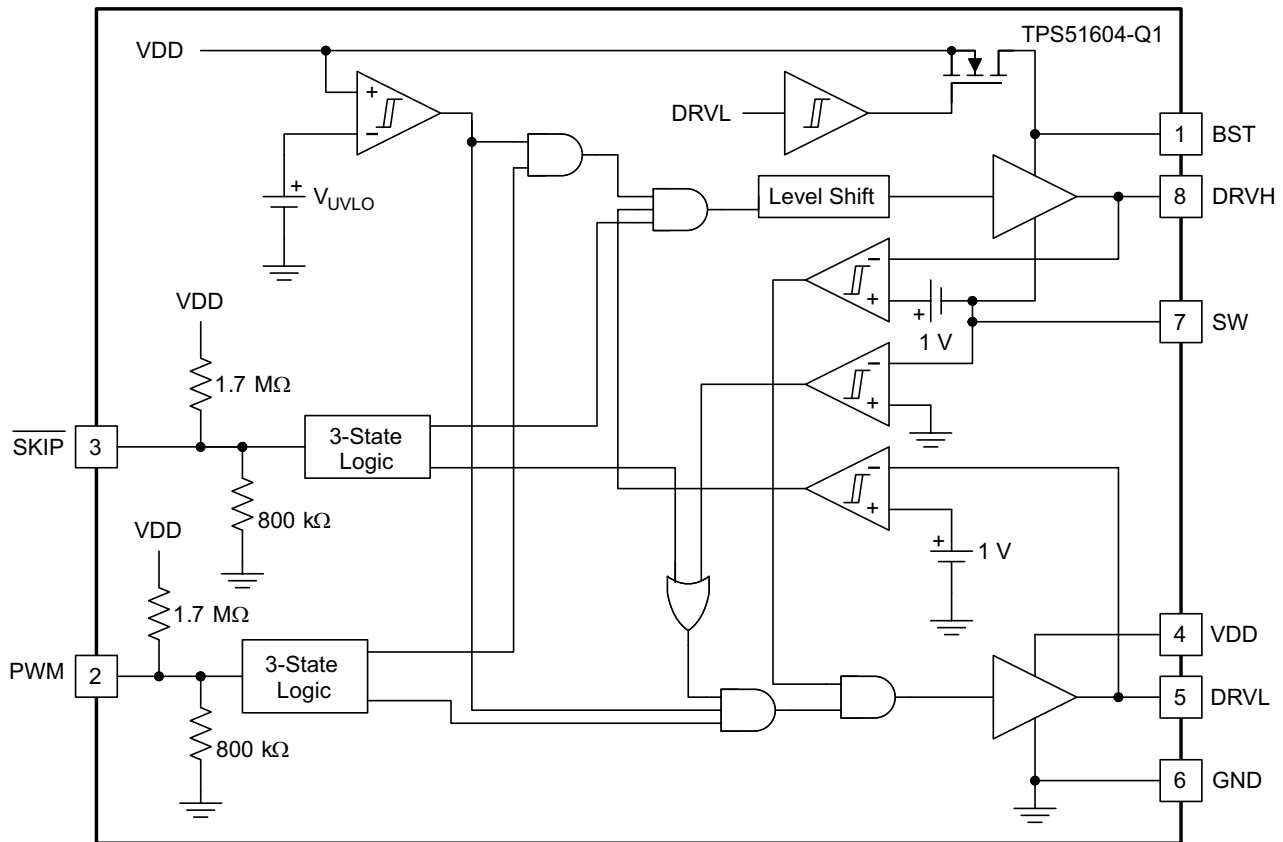 TPS51604-Q1
VDD
+
−
DRVL
1 BST
+
VUVLO
Level Shift
8 DRVH
−
+
+
1 V
7 SW
VDD
1.7 MΩ
−
+
SKIP 3
3-State
Logic
−
+
800 kΩ
VDD
+
1 V
1.7 MΩ
4 VDD
PWM 2
3-State
Logic
5 DRVL
800 kΩ
6 GND